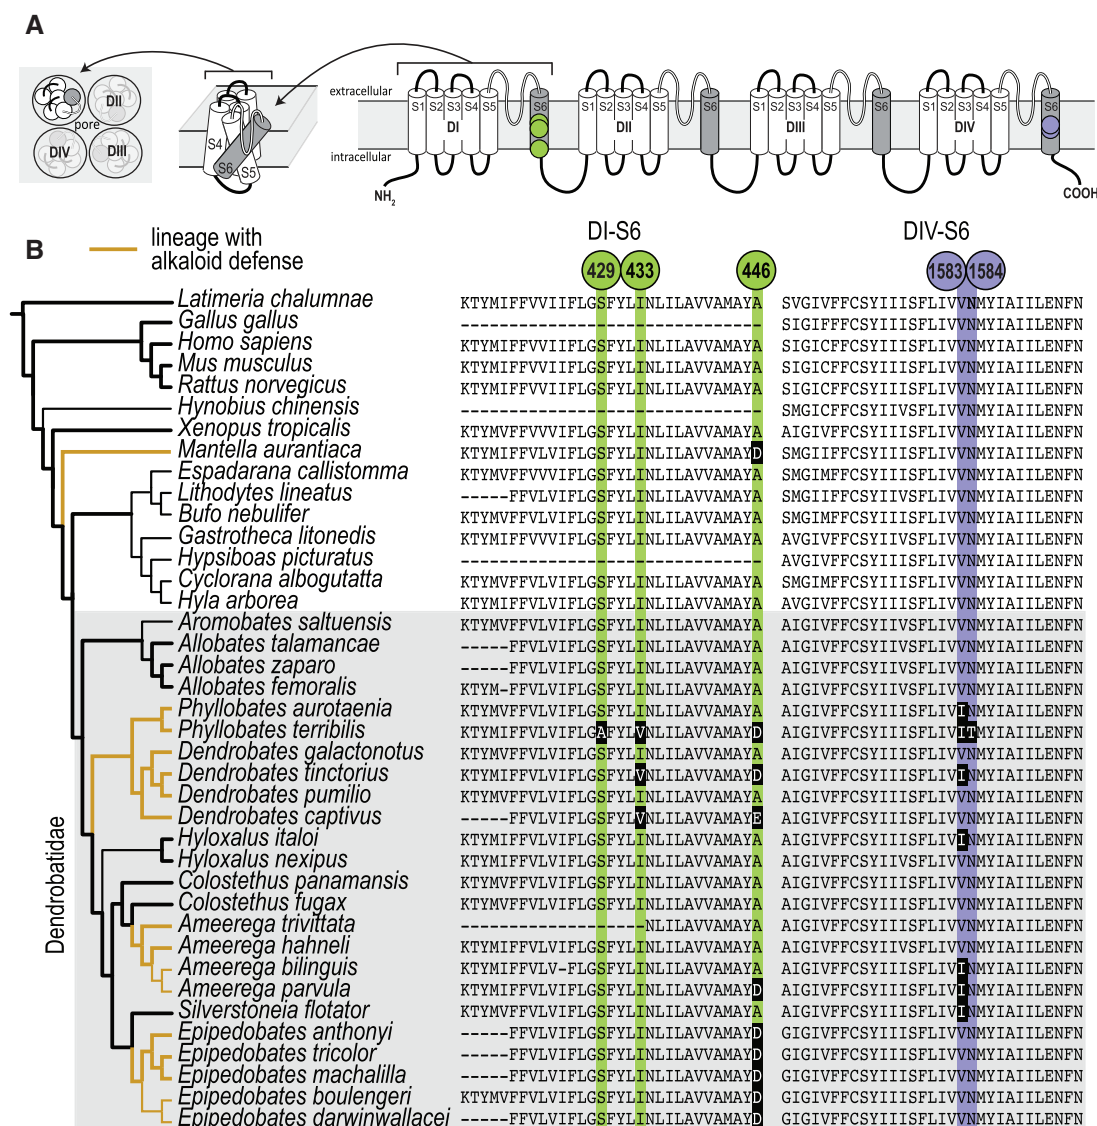 A
DII
pore
DIV
DIII
S4
S6
S5
extracellular
intracellular
S1 S2 S3 S4 S5 S6 S1 S2 S3 S4 S5 S6 S1 S2 S3 S4 S5 S6 S1 S2 S3 S4 S5 S6
DI DII DIII DIV
NH2
COOH
B
lineage with
alkaloid defense
DI-S6 DIV-S6
429 433 446 1583 1584
Latimeria chalumnae KTYMIFFVVIIFLGSFYLINLILAVVAMAYA SVGIVFFCSYIIISFLIVVNMYIAIILENFN
Gallus gallus ------------------------------- SIGIFFFCSYIIISFLIVVNMYIAIILENFN
Homo sapiens KTYMIFFVVIIFLGSFYLINLILAVVAMAYA SIGICFFCSYIIISFLIVVNMYIAIILENFN
Mus musculus KTYMIFFVVIIFLGSFYLINLILAVVAMAYA SIGICFFCSYIIISFLIVVNMYIAIILENFN
Rattus norvegicus KTYMIFFVVIIFLGSFYLINLILAVVAMAYA SIGICFFCSYIIISFLIVVNMYIAIILENFN
Hynobius chinensis ------------------------------- SMGICFFCSYIIVSFLIVVNMYIAIILENFN
Xenopus tropicalis KTYMIFFVVVIFLGSFYLINLILAVVAMAYA AIGIVFFCSYIIISFLIVVNMYIAIILENFN
Mantella aurantiaca KTYMIFFVVVIFLGSFYLINLILAVVAMAYD SMGIIFFCSYIIISFLIVVNMYIAIILENFN
Espadarana callistomma KTYMVFFVVVIFLGSFYLINLILAVVAMAYA SMGIMFFCSYIIISFLIVVNMYIAIILENFN
Lithodytes lineatus -----FFVLVIFLGSFYLINLILAVVAMAYA SMGIIFFCSYIIVSFLIVVNMYIAIILENFN
Bufo nebulifer KTYMIFFVLVIFLGSFYLINLILAVVAMAYA SMGIMFFCSYIIISFLIVVNMYIAIILENFN
Gastrotheca litonedis KTYMIFFVLVIFLGSFYLINLILAVVAMAYA AVGIVFFCSYIIISFLIVVNMYIAIILENFN
Hypsiboas picturatus ------------------------------- AVGIVFFCSYIIISFLIVVNMYIAIILENFN
Cyclorana albogutatta KTYMVFFVLVIFLGSFYLINLILAVVAMAYA SMGIMFFCSYIIISFLIVVNMYIAIILENFN
Hyla arborea KTYMVFFVLVIFLGSFYLINLILAVVAMAYA AVGIVFFCSYIIISFLIVVNMYIAIILENFN
Dendrobatidae
Aromobates saltuensis KTYMVFFVLVIFLGSFYLINLILAVVAMAYA AIGIVFFCSYIIVSFLIVVNMYIAIILENFN
Allobates talamancae -----FFVLVIFLGSFYLINLILAVVAMAYA AIGIVFFCSYIIVSFLIVVNMYIAIILENFN
Allobates zaparo -----FFVLVIFLGSFYLINLILAVVAMAYA AIGIVFFCSYIIISFLIVVNMYIAIILENFN
Allobates femoralis KTYM-FFVLVIFLGSFYLINLILAVVAMAYA AIGIVFFCSYIIVSFLIVVNMYIAIILENFN
Phyllobates aurotaenia KTYMIFFVLVIFLGSFYLINLILAVVAMAYA AIGIVFFCSYIIISFLIVINMYIAIILENFN
Phyllobates terribilis KTYMIFFVLVIFLGAFYLVNLILAVVAMAYD AIGIVFFCSYIIISFLIVITMYIAIILENFN
Dendrobates galactonotus KTYMVFFVLVIFLGSFYLINLILAVVAMAYA AIGIVFFCSYIIISFLIVVNMYIAIILENFN
Dendrobates tinctorius KTYMIFFVLVIFLGSFYLVNLILAVVAMAYD AIGIVFFCSYIIISFLIVINMYIAIILENFN
Dendrobates pumilio KTYMIFFVLVIFLGSFYLINLILAVVAMAYA AIGIVFFCSYIIISFLIVVNMYIAIILENFN
Dendrobates captivus -----FFVLVIFLGSFYLVNLILAVVAMAYE AIGIVFFCSYIIISFLIVVNMYIAIILENFN
Hyloxalus italoi KTYMIFFVLVIFLGSFYLINLILAVVAMAYA AIGIVFFCSYIIISFLIVINMYIAIILENFN
Hyloxalus nexipus KTYMVFFVLVIFLGSFYLINLILAVVAMAYA AIGIVFFCSYIIVSFLIVVNMYIAIILENFN
Colostethus panamansis KTYMVFFVLVIFLGSFYLINLILAVVAMAYA AIGIVFFCSYIIISFLIVVNMYIAIILENFN
Colostethus fugax KTYMVFFVLVIFLGSFYLINLILAVVAMAYA AIGIVFFCSYIIISFLIVVNMYIAIILENFN
Ameerega trivittata -------------------NLILAVVAMAYA AIGIVFFCSYIIISFLIVVNMYIAIILENFN
Ameerega hahneli KTYMIFFVLVIFLGSFYLINLILAVVAMAYA AIGIVFFCSYIIVSFLIVVNMYIAIILENFN
Ameerega bilinguis KTYMIFFVLV-FLGSFYLINLILAVVAMAYA AIGIVFFCSYIIISFLIVINMYIAIILENFN
Ameerega parvula KTYMIFFVLVIFLGSFYLINLILAVVAMAYD AIGIVFFCSYIIISFLIVINMYIAIILENFN
Silverstoneia flotator KTYMIFFVLVIFLGSFYLINLILAVVAMAYA AIGIVFFCSYIIISFLIVINMYIAIILENFN
Epipedobates anthonyi -----FFVLVIFLGSFYLINLILAVVAMAYD GIGIVFFCSYIIISFLIVVNMYIAIILENFN
Epipedobates tricolor -----FFVLVIFLGSFYLINLILAVVAMAYD GIGIVFFCSYIIISFLIVVNMYIAIILENFN
Epipedobates machalilla -----FFVLVIFLGSFYLINLILAVVAMAYD GIGIVFFCSYIIISFLIVVNMYIAIILENFN
Epipedobates boulengeri KTYMVFFVLVIFLGSFYLINLILAVVAMAYD GIGIVFFCSYIIISFLIVVNMYIAIILENFN
Epipedobates darwinwallacei -----FFVLVIFLGSFYLINLILAVVAMAYD GIGIVFFCSYIIISFLIVVNMYIAIILENFN